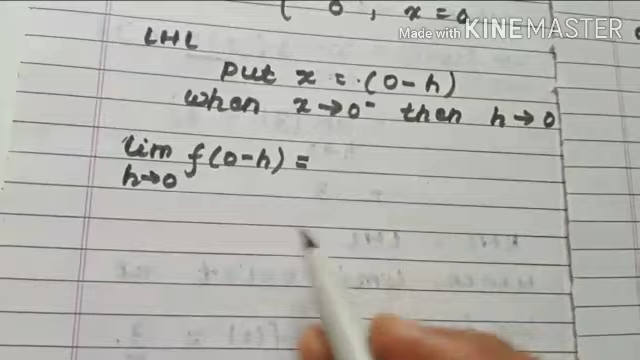 0 , x = 0
Made with KINEMASTER
LHL
put x = (0-h)
when x→0⁻ then h→0
lim f(0-h) =
h→0